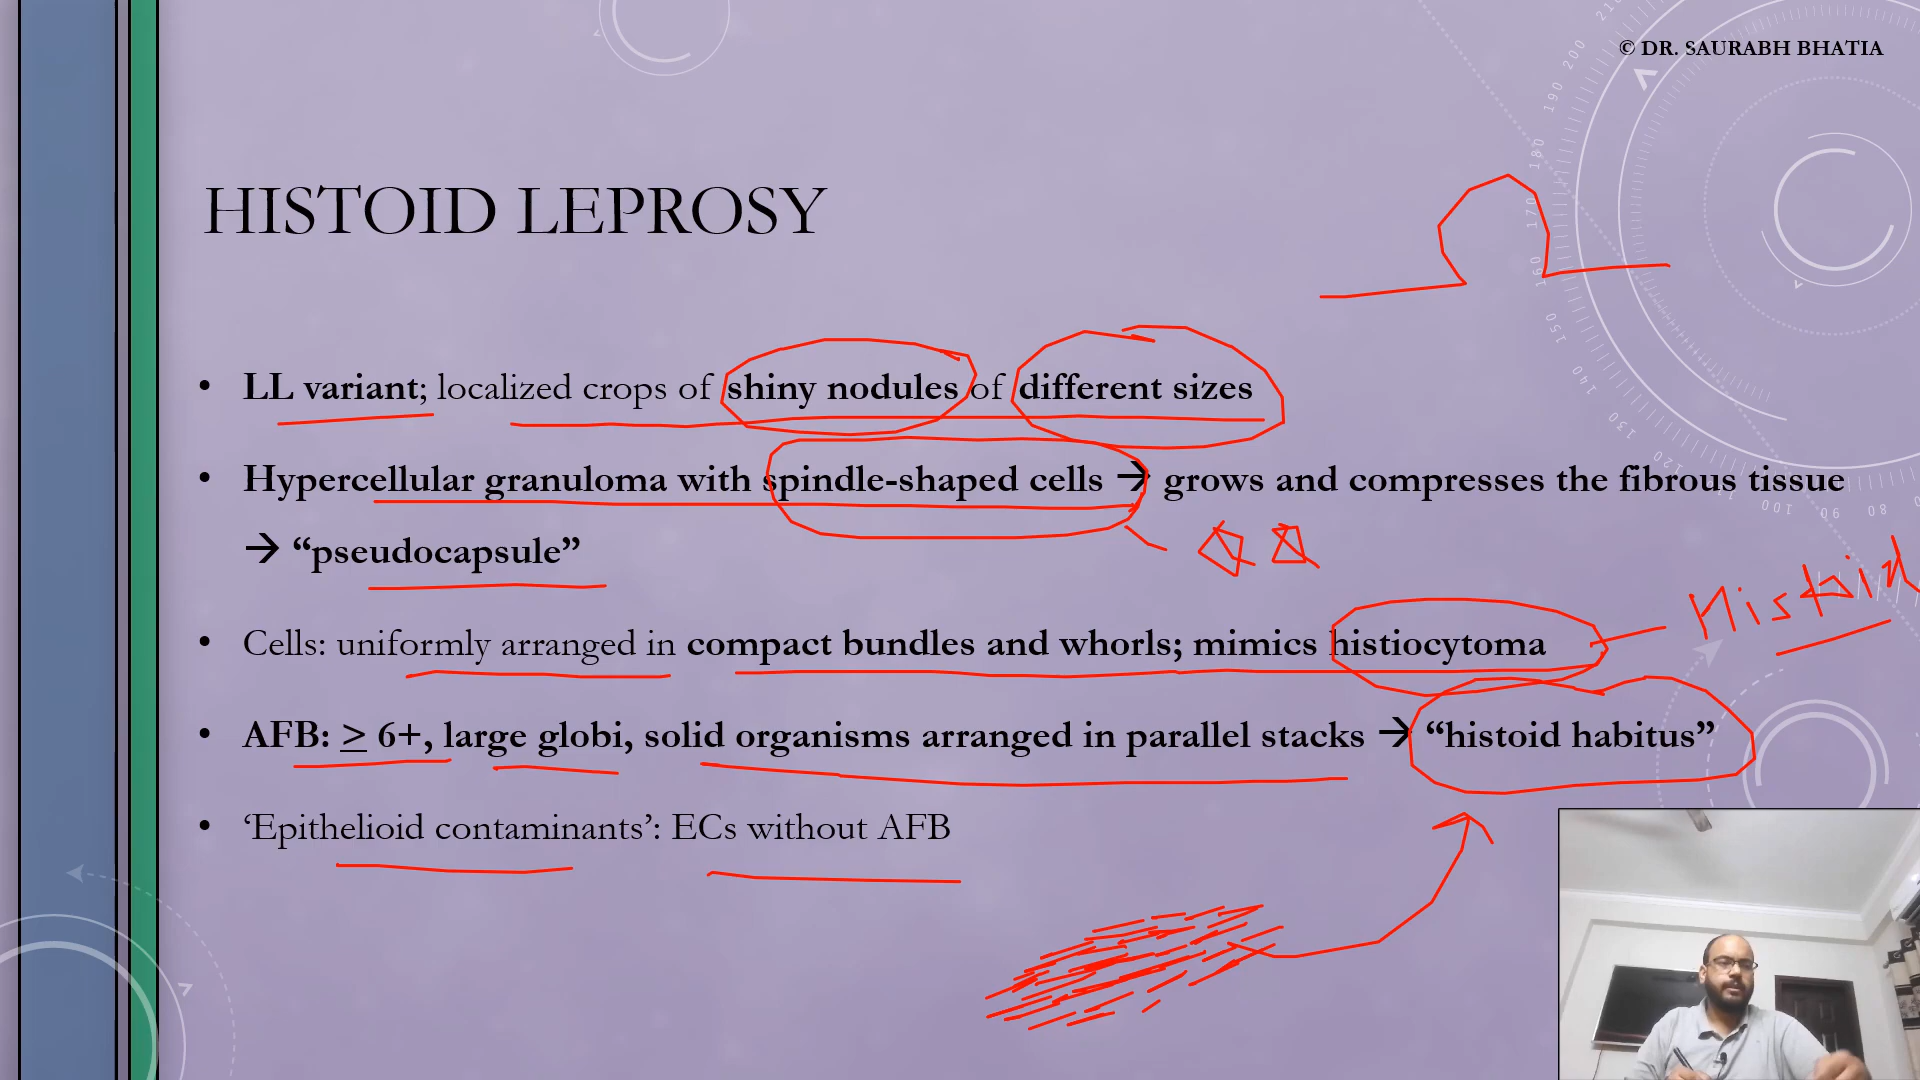 © DR. SAURABH BHATIA
HISTOID LEPROSY
• LL variant; localized crops of shiny nodules of different sizes
• Hypercellular granuloma with spindle-shaped cells → grows and compresses the fibrous tissue
→ “pseudocapsule”
Histoid
• Cells: uniformly arranged in compact bundles and whorls; mimics histiocytoma
• AFB: ≥ 6+, large globi, solid organisms arranged in parallel stacks → “histoid habitus”
• ‘Epithelioid contaminants’: ECs without AFB